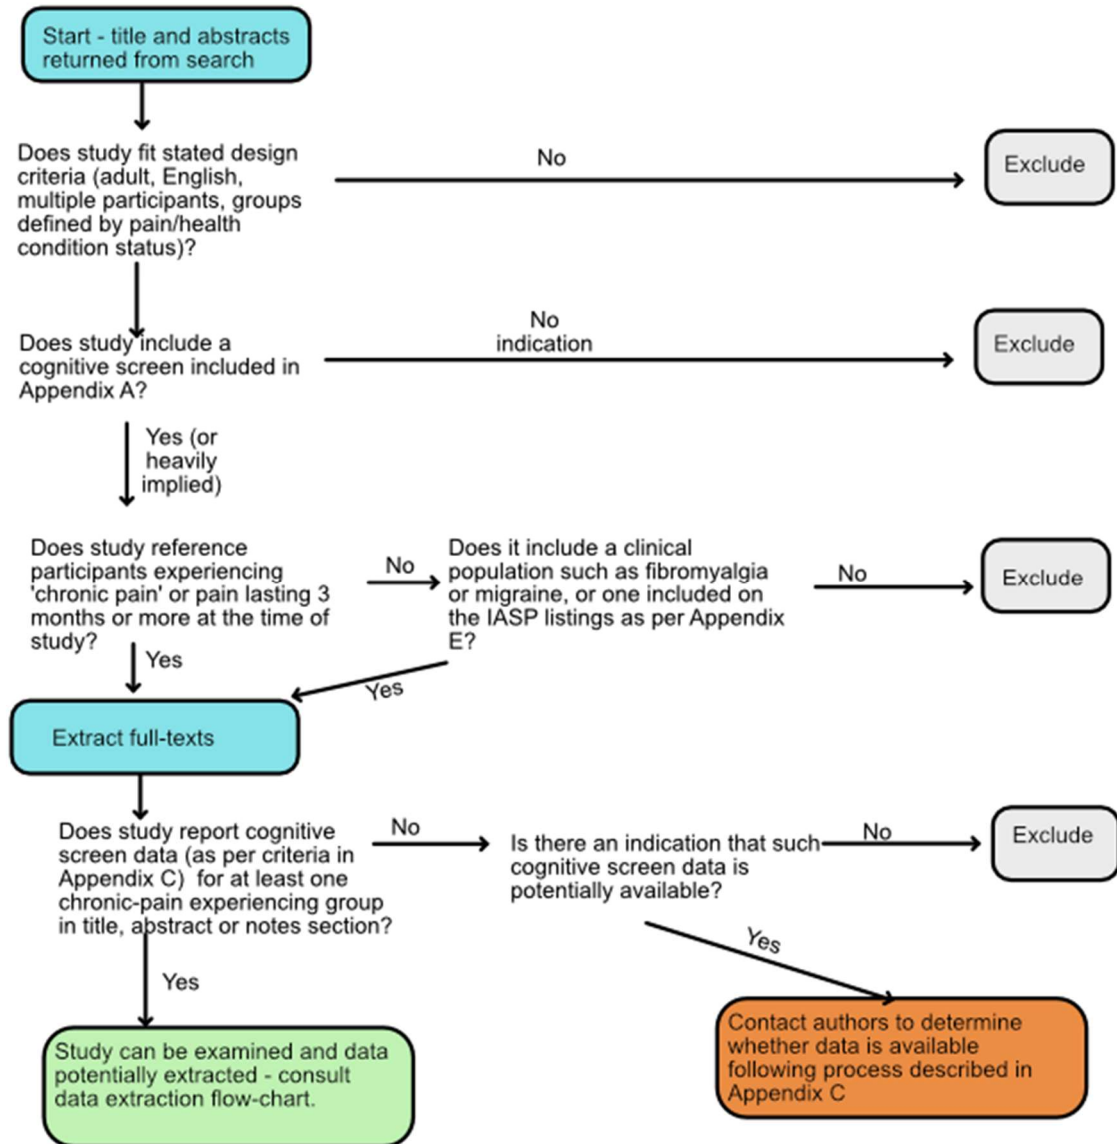 Start - title and abstracts
returned from search
Does study fit stated design
criteria (adult, English,
multiple participants, groups
defined by pain/health
condition status)?
No
Exclude
Does study include a
cognitive screen included in
Appendix A?
No
indication
Exclude
Yes (or
heavily
implied)
Does study reference
participants experiencing
'chronic pain' or pain lasting 3
months or more at the time of
study?
No
Does it include a clinical
population such as fibromyalgia
or migraine, or one included on
the IASP listings as per Appendix
E?
No
Exclude
Yes
Yes
Extract full-texts
Does study report cognitive
screen data (as per criteria in
Appendix C)  for at least one
chronic-pain experiencing group
in title, abstract or notes section?
No
Is there an indication that such
cognitive screen data is
potentially available?
No
Exclude
Yes
Yes
Study can be examined and data
potentially extracted - consult
data extraction flow-chart.
Contact authors to determine
whether data is available
following process described in
Appendix C